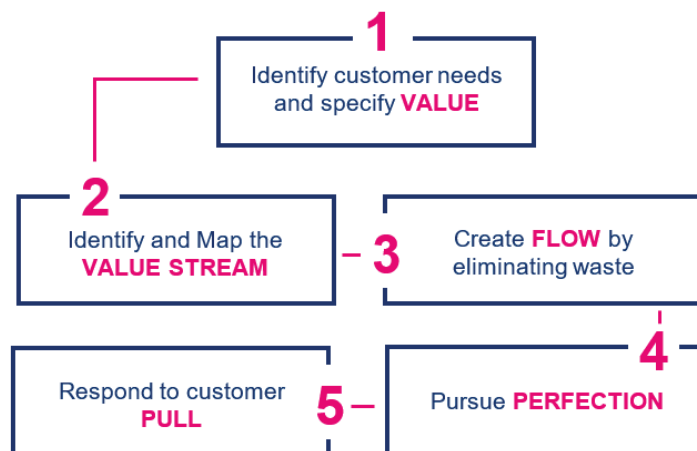 1
Identify customer needs
and specify VALUE
2
Identify and Map the
VALUE STREAM
3
Create FLOW by
eliminating waste
4
Pursue PERFECTION
5
Respond to customer
PULL